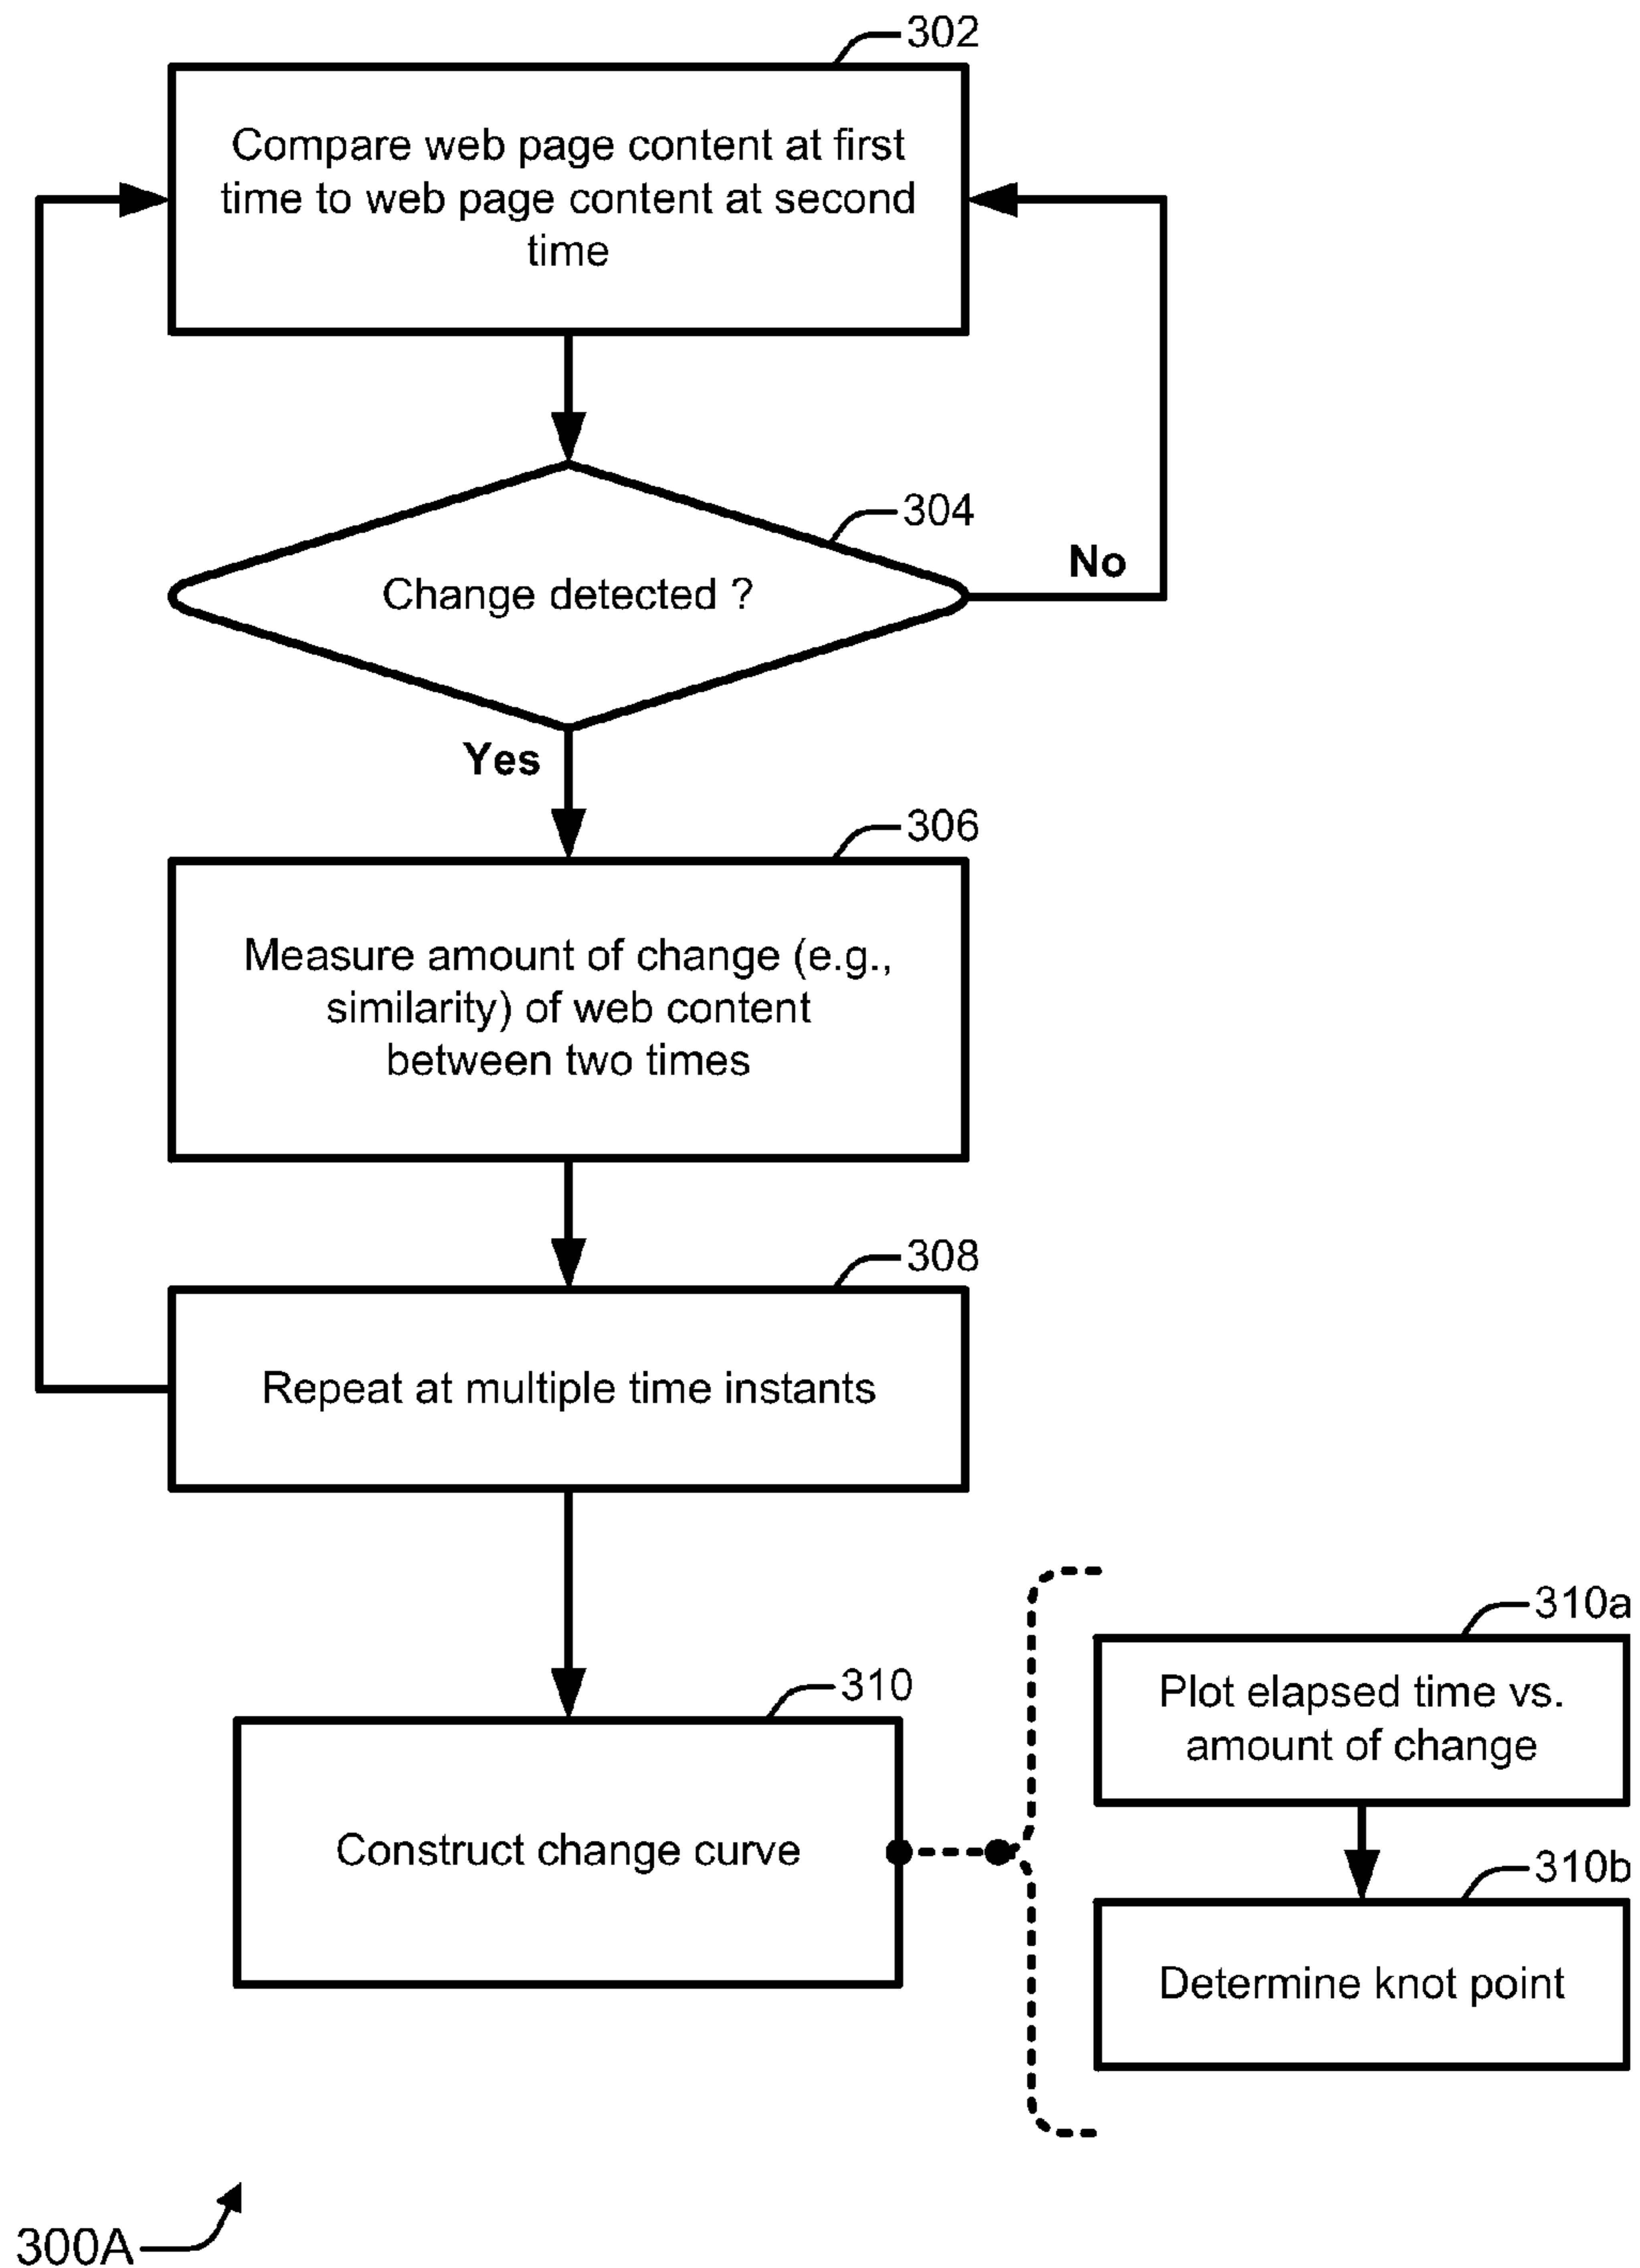 302
Compare web page content at first
time to web page content at second
time
304
Change detected ?
No
Yes
306
Measure amount of change (e.g.,
similarity) of web content
between two times
308
Repeat at multiple time instants
310
Construct change curve
310a
Plot elapsed time vs.
amount of change
310b
Determine knot point
300A